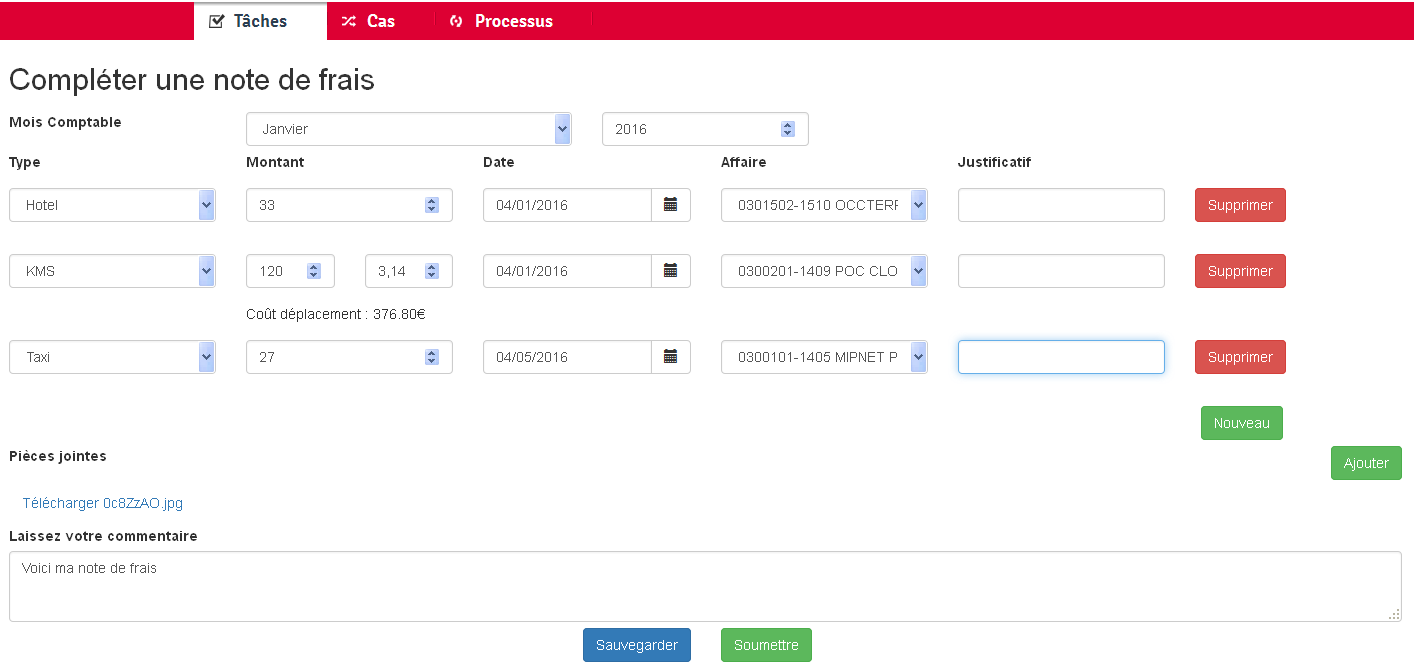 Tâches Cas Processus
Compléter une note de frais
Mois Comptable Janvier 2016
Type Montant Date Affaire Justificatif
Hotel 33 04/01/2016 0301502-1510 OCCTERF Supprimer
KMS 120 3,14 04/01/2016 0300201-1409 POC CLO Supprimer
Coût déplacement : 376.80€
Taxi 27 04/05/2016 0300101-1405 MIPNET P Supprimer
Nouveau
Pièces jointes Ajouter
Télécharger 0c8ZzAO.jpg
Laissez votre commentaire
Voici ma note de frais
Sauvegarder Soumettre